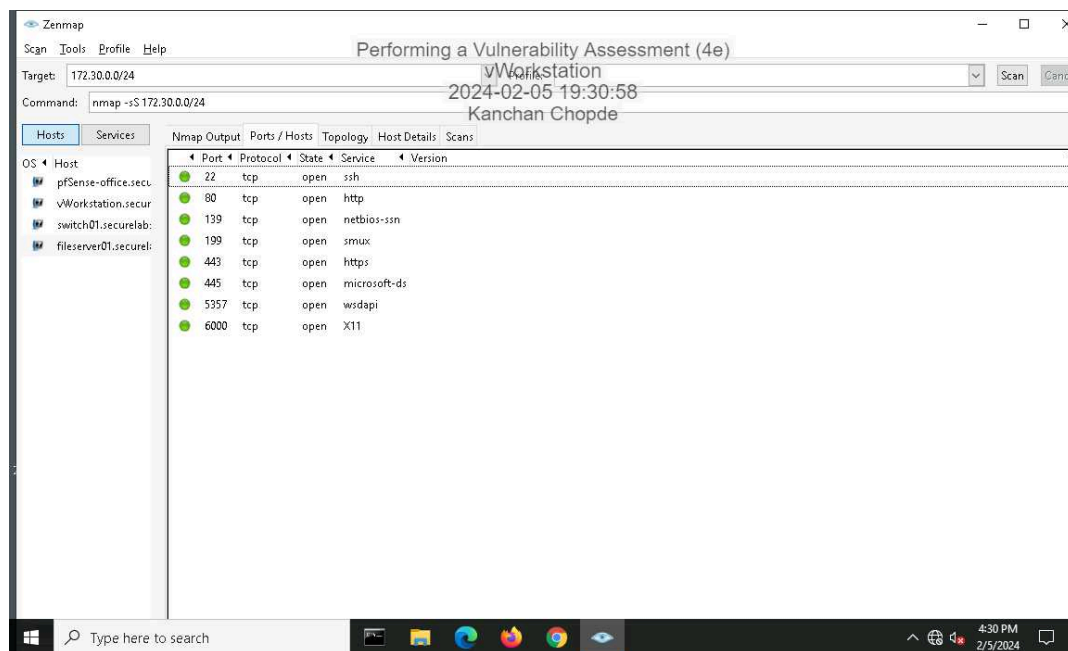 Zenmap
Scan Tools Profile Help
Performing a Vulnerability Assessment (4e)
vWorkstation
2024-02-05 19:30:58
Kanchan Chopde
Target: 172.30.0.0/24
Scan
Command: nmap -sS 172.30.0.0/24
Hosts Services
Nmap Output Ports / Hosts Topology Host Details Scans
OS Host
pfSense-office.secu
vWorkstation.secur
switch01.securelab
fileserver01.securel
Port Protocol State Service Version
22 tcp open ssh
80 tcp open http
139 tcp open netbios-ssn
199 tcp open smux
443 tcp open https
445 tcp open microsoft-ds
5357 tcp open wsdapi
6000 tcp open X11
Type here to search
4:30 PM
2/5/2024